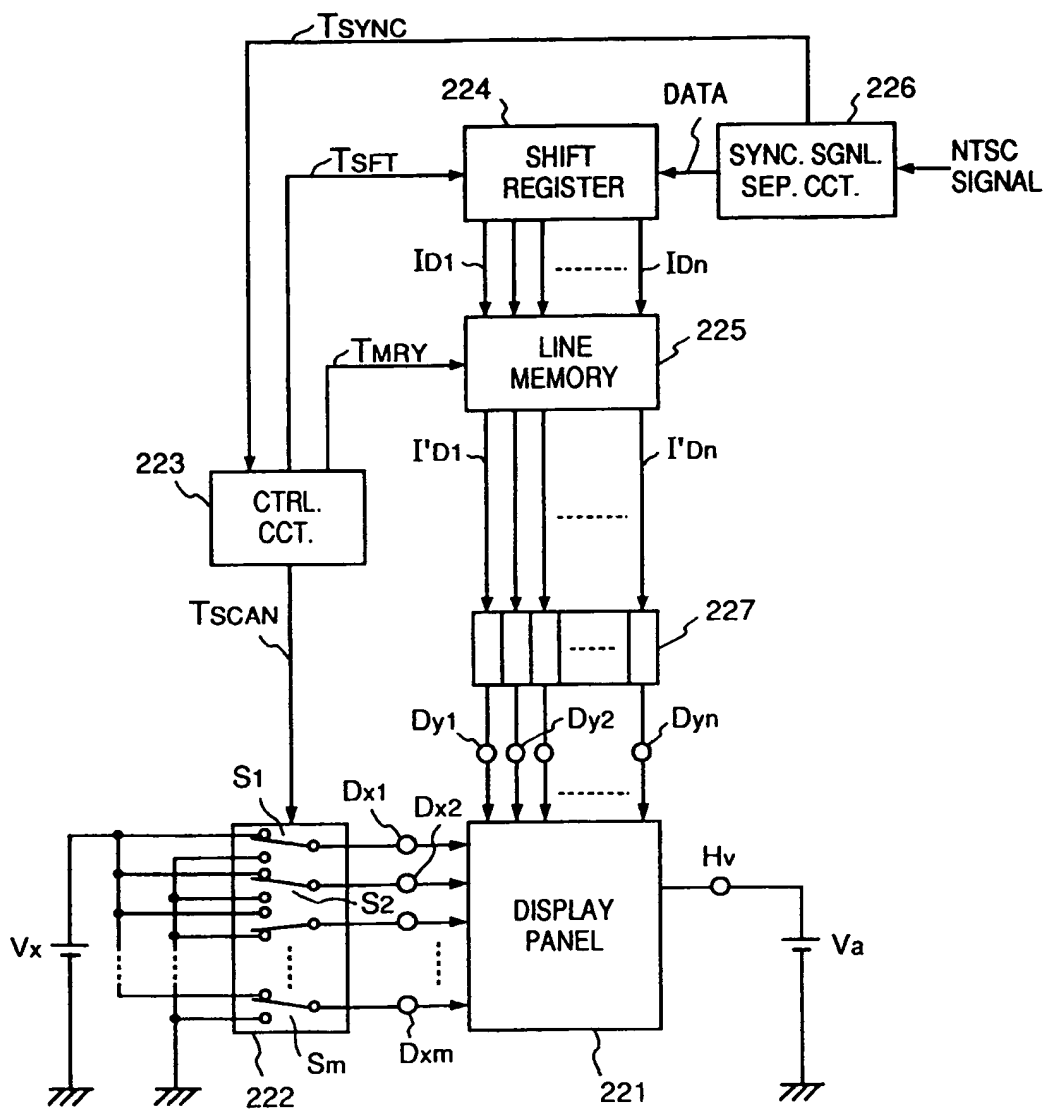 TSYNC
224
DATA
226
SHIFT
REGISTER
SYNC. SGNL.
SEP. CCT.
NTSC
SIGNAL
TSFT
ID1
IDn
225
LINE
MEMORY
TMRY
I'D1
I'Dn
223
CTRL.
CCT.
TSCAN
227
Dy1
Dy2
Dyn
S1
Dx1
Dx2
Hv
S2
DISPLAY
PANEL
Vx
Va
Sm
Dxm
222
221